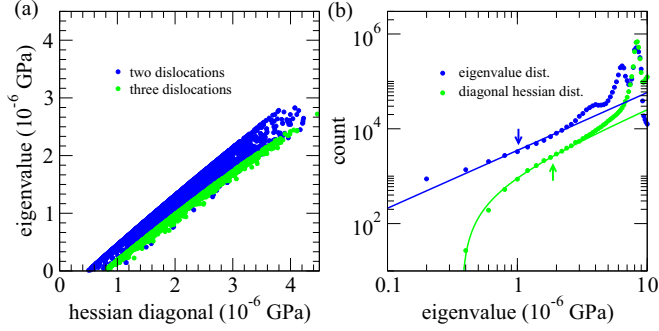 (a)
eigenvalue (10⁻⁶ GPa)
4
3
2
1
0
two dislocations
three dislocations
0
1
2
3
4
hessian diagonal (10⁻⁶ GPa)
(b)
count
10⁶
10⁴
10²
eigenvalue dist.
diagonal hessian dist.
0.1
1
10
eigenvalue (10⁻⁶ GPa)